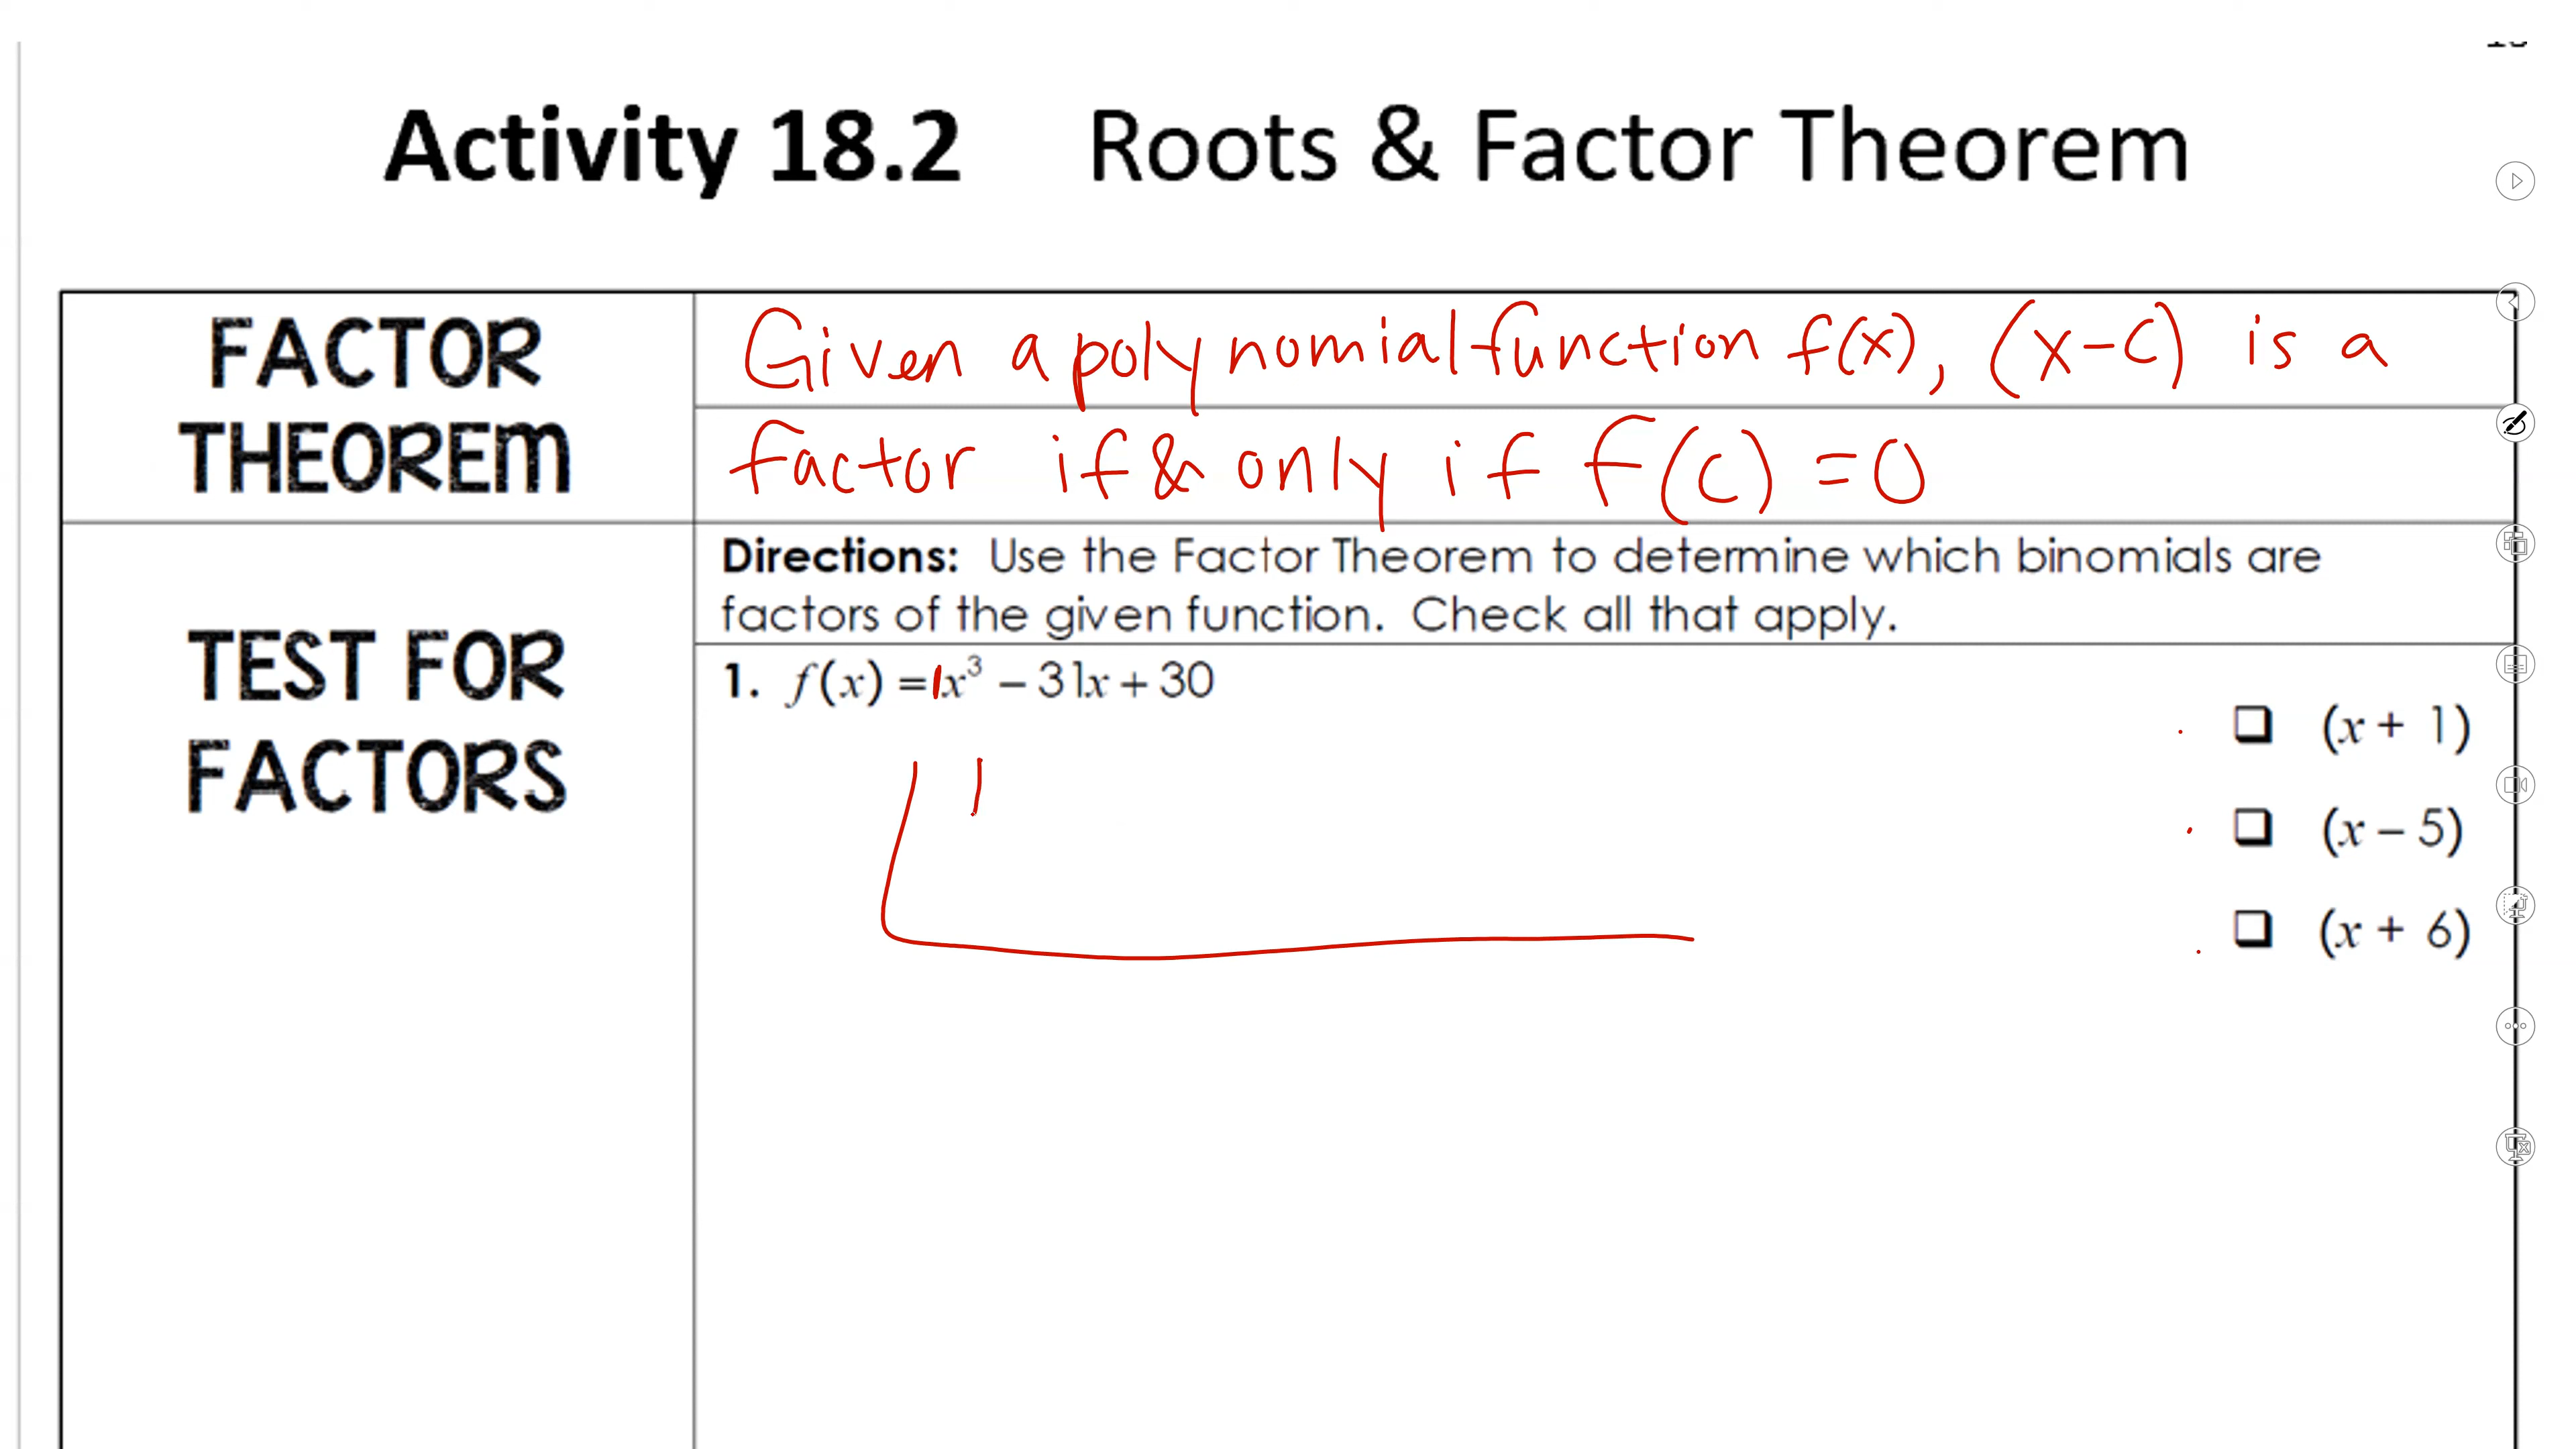 Activity 18.2 Roots & Factor Theorem
FACTOR
THEOREM
Given a polynomial function f(x), (x-c) is a
factor if & only if f(c) = 0
TEST FOR
FACTORS
Directions: Use the Factor Theorem to determine which binomials are
factors of the given function. Check all that apply.
1. f(x) = 1x³ − 31x + 30
1
❑ (x + 1)
❑ (x − 5)
❑ (x + 6)